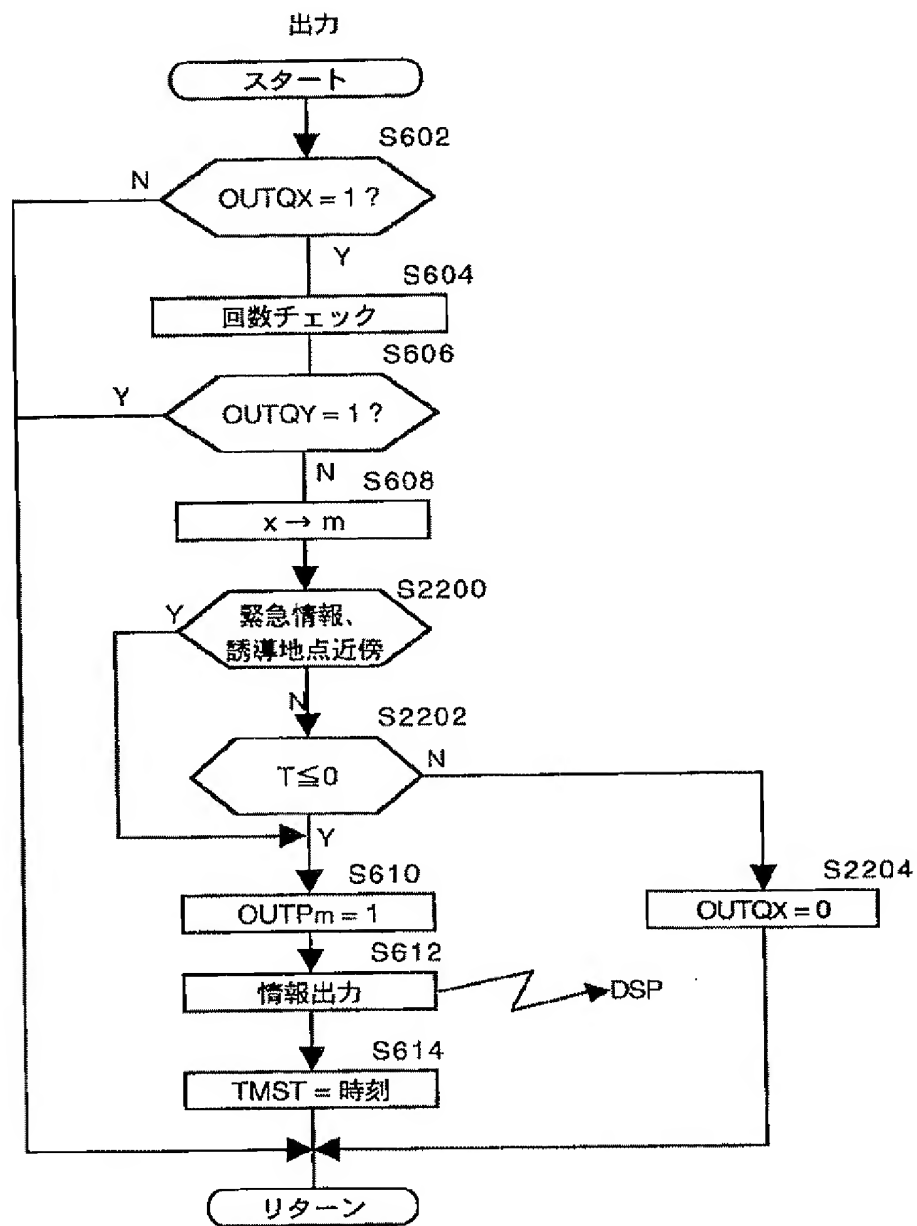 出力
スタート
S602
N
OUTQX = 1 ?
Y
S604
回数チェック
S606
Y
OUTQY = 1 ?
N
S608
x → m
S2200
Y
緊急情報、
誘導地点近傍
N
S2202
T≦0
N
Y
S610
OUTPm = 1
S2204
OUTQX = 0
S612
情報出力
DSP
S614
TMST = 時刻
リターン